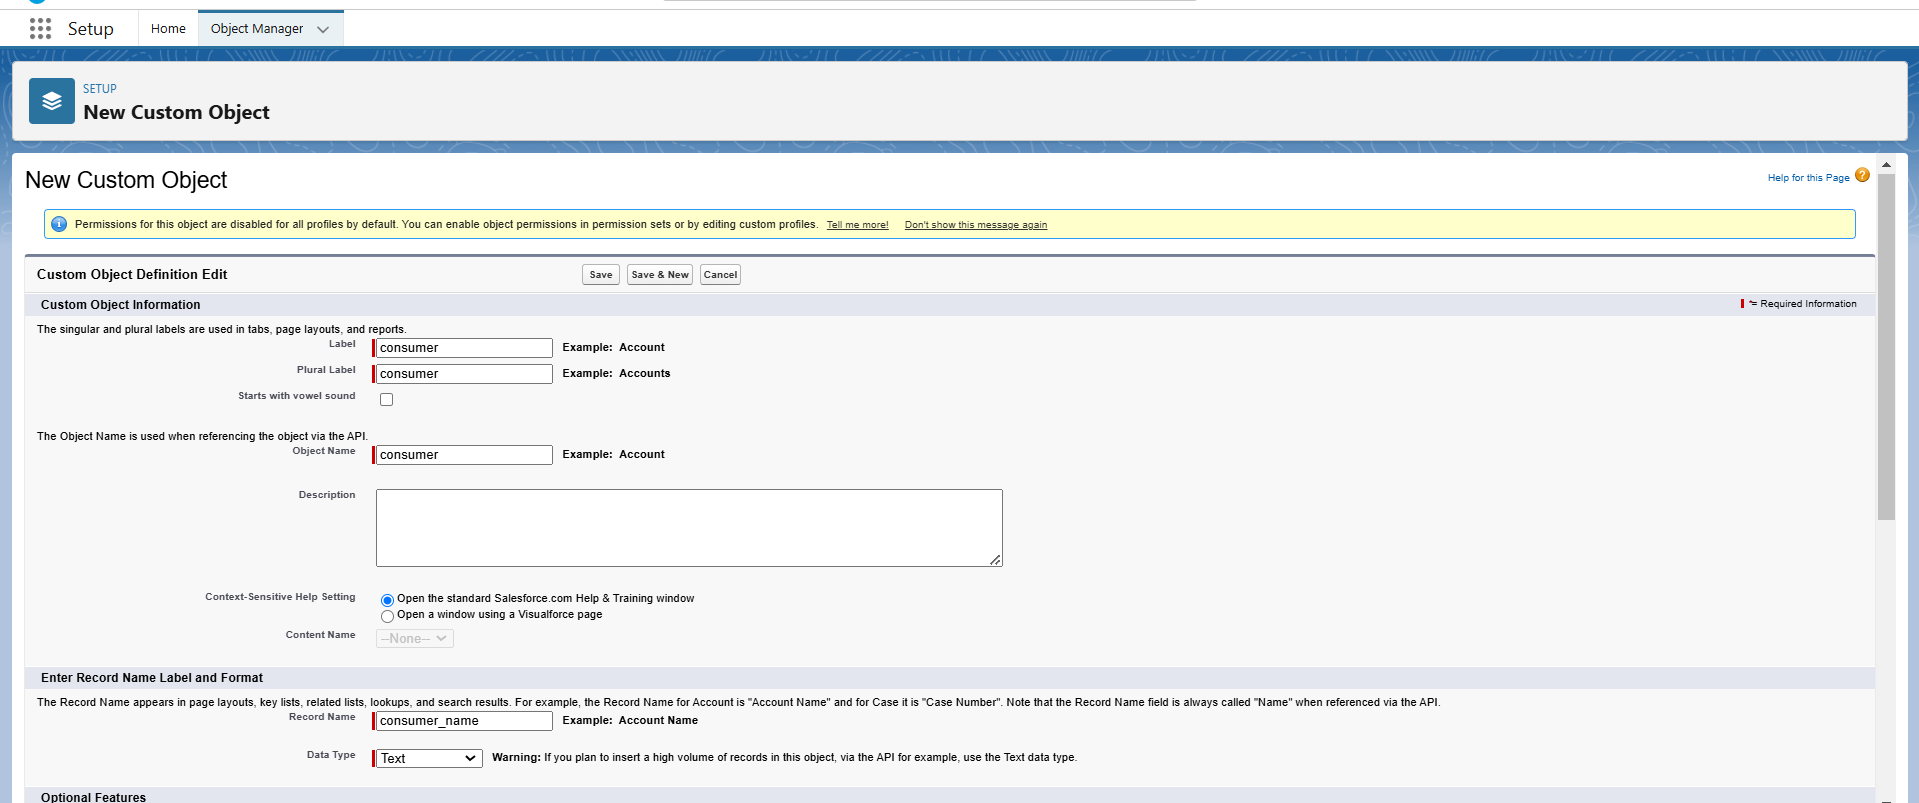 Setup Home Object Manager
SETUP
New Custom Object
New Custom Object
Help for this Page ?
i Permissions for this object are disabled for all profiles by default. You can enable object permissions in permission sets or by editing custom profiles. Tell me more! Don't show this message again
Custom Object Definition Edit Save Save & New Cancel
Custom Object Information = Required Information
The singular and plural labels are used in tabs, page layouts, and reports.
Label consumer Example: Account
Plural Label consumer Example: Accounts
Starts with vowel sound
The Object Name is used when referencing the object via the API.
Object Name consumer Example: Account
Description
Context-Sensitive Help Setting Open the standard Salesforce.com Help & Training window
Open a window using a Visualforce page
Content Name --None--
Enter Record Name Label and Format
The Record Name appears in page layouts, key lists, related lists, lookups, and search results. For example, the Record Name for Account is "Account Name" and for Case it is "Case Number". Note that the Record Name field is always called "Name" when referenced via the API.
Record Name consumer_name Example: Account Name
Data Type Text Warning: If you plan to insert a high volume of records in this object, via the API for example, use the Text data type.
Optional Features